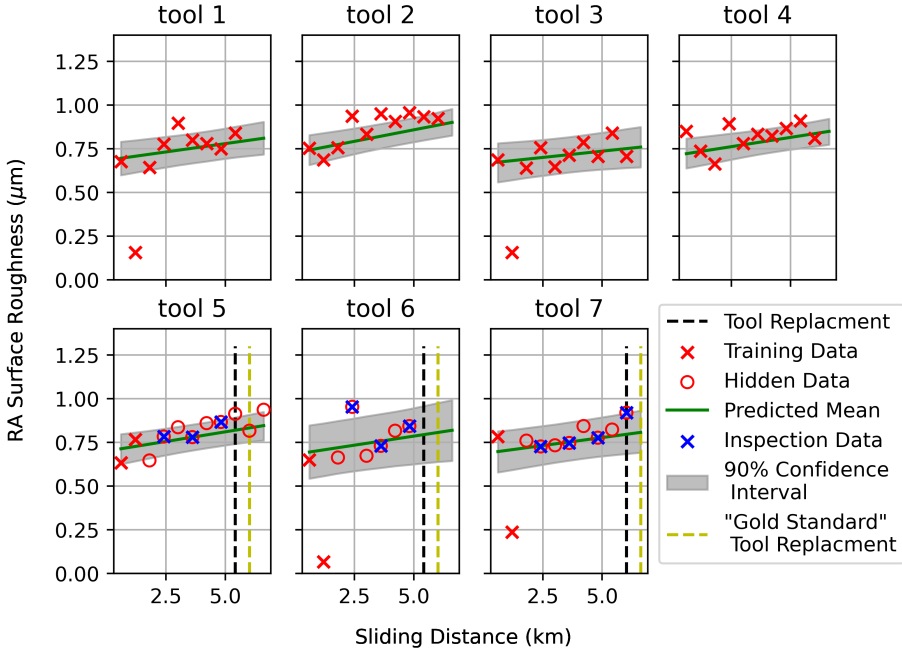 tool 1 tool 2 tool 3 tool 4
1.25
1.00
0.75
0.50
0.25
0.00
RA Surface Roughness (μm)
tool 5 tool 6 tool 7
1.25
1.00
0.75
0.50
0.25
0.00
2.5 5.0 2.5 5.0 2.5 5.0
Sliding Distance (km)
Tool Replacment
Training Data
Hidden Data
Predicted Mean
Inspection Data
90% Confidence
Interval
"Gold Standard"
Tool Replacment